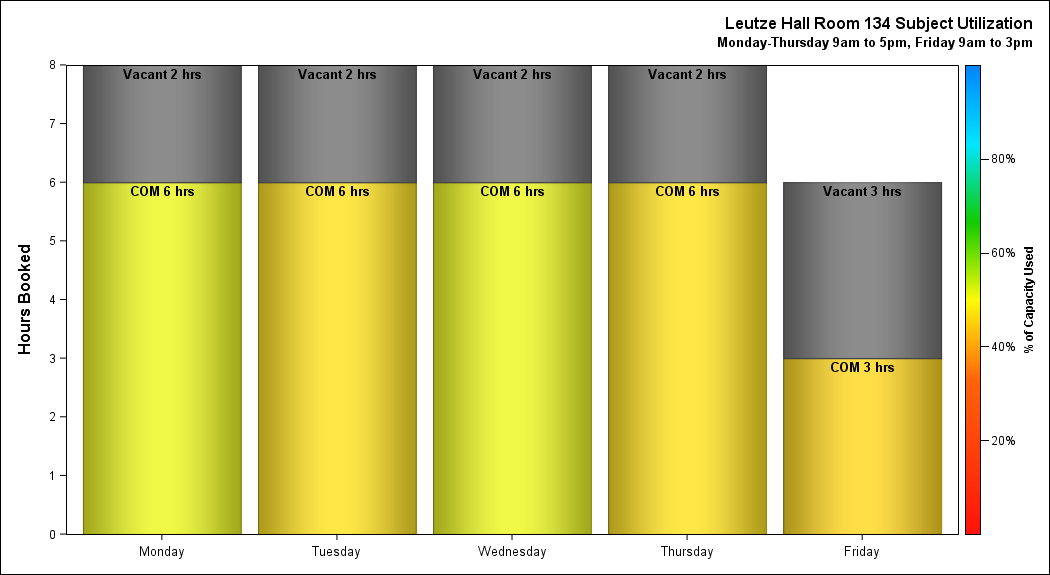 Leutze Hall Room 134 Subject Utilization
Monday-Thursday 9am to 5pm, Friday 9am to 3pm
Hours Booked
8
7
6
5
4
3
2
1
0
Vacant 2 hrs
COM 6 hrs
Vacant 2 hrs
COM 6 hrs
Vacant 2 hrs
COM 6 hrs
Vacant 2 hrs
COM 6 hrs
Vacant 3 hrs
COM 3 hrs
Monday
Tuesday
Wednesday
Thursday
Friday
80%
60%
40%
20%
% of Capacity Used